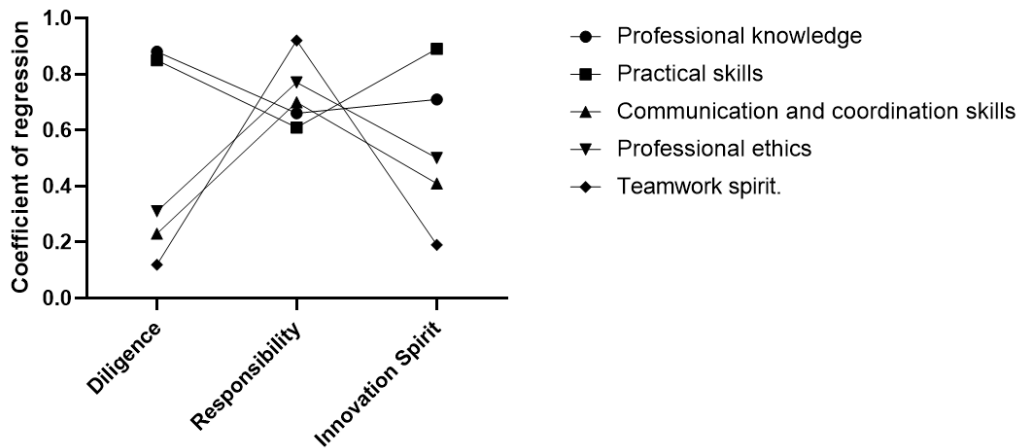 Coefficient of regression
1.0
0.8
0.6
0.4
0.2
0.0
Diligence
Responsibility
Innovation Spirit
Professional knowledge
Practical skills
Communication and coordination skills
Professional ethics
Teamwork spirit.